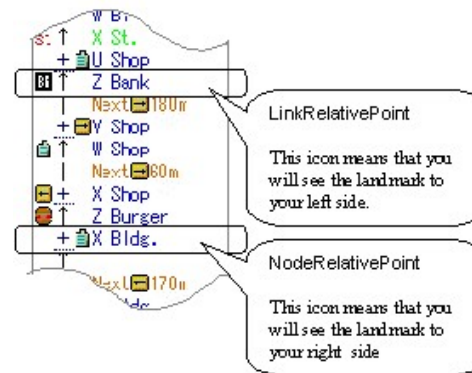 W B
St X St.
+ U Shop
BK Z Bank
Next 180m
+ V Shop
W Shop
Next 60m
+ X Shop
Z Burger
+ X Bldg.
Next 170m
LinkRelativePoint
This icon means that you
will see the landmark to
your left side.
NodeRelativePoint
This icon means that you
will see the landmark to
your right side